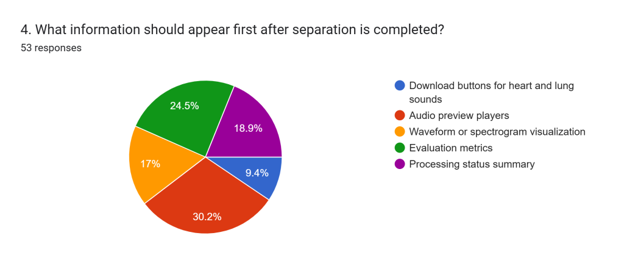 4. What information should appear first after separation is completed?
53 responses
24.5%
18.9%
17%
9.4%
30.2%
Download buttons for heart and lung
sounds
Audio preview players
Waveform or spectrogram visualization
Evaluation metrics
Processing status summary